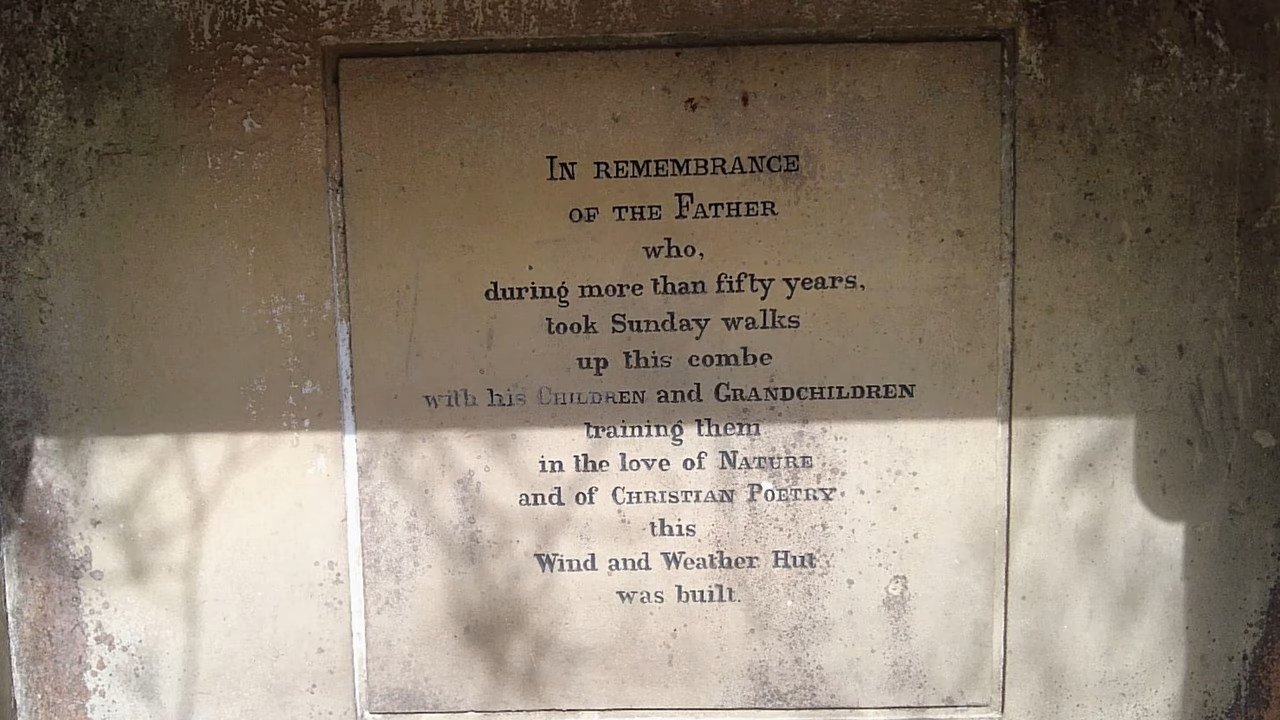 In remembrance
of the Father
who,
during more than fifty years,
took Sunday walks
up this combe
with his Children and Grandchildren
training them
in the love of Nature
and of Christian Poetry
this
Wind and Weather Hut
was built.